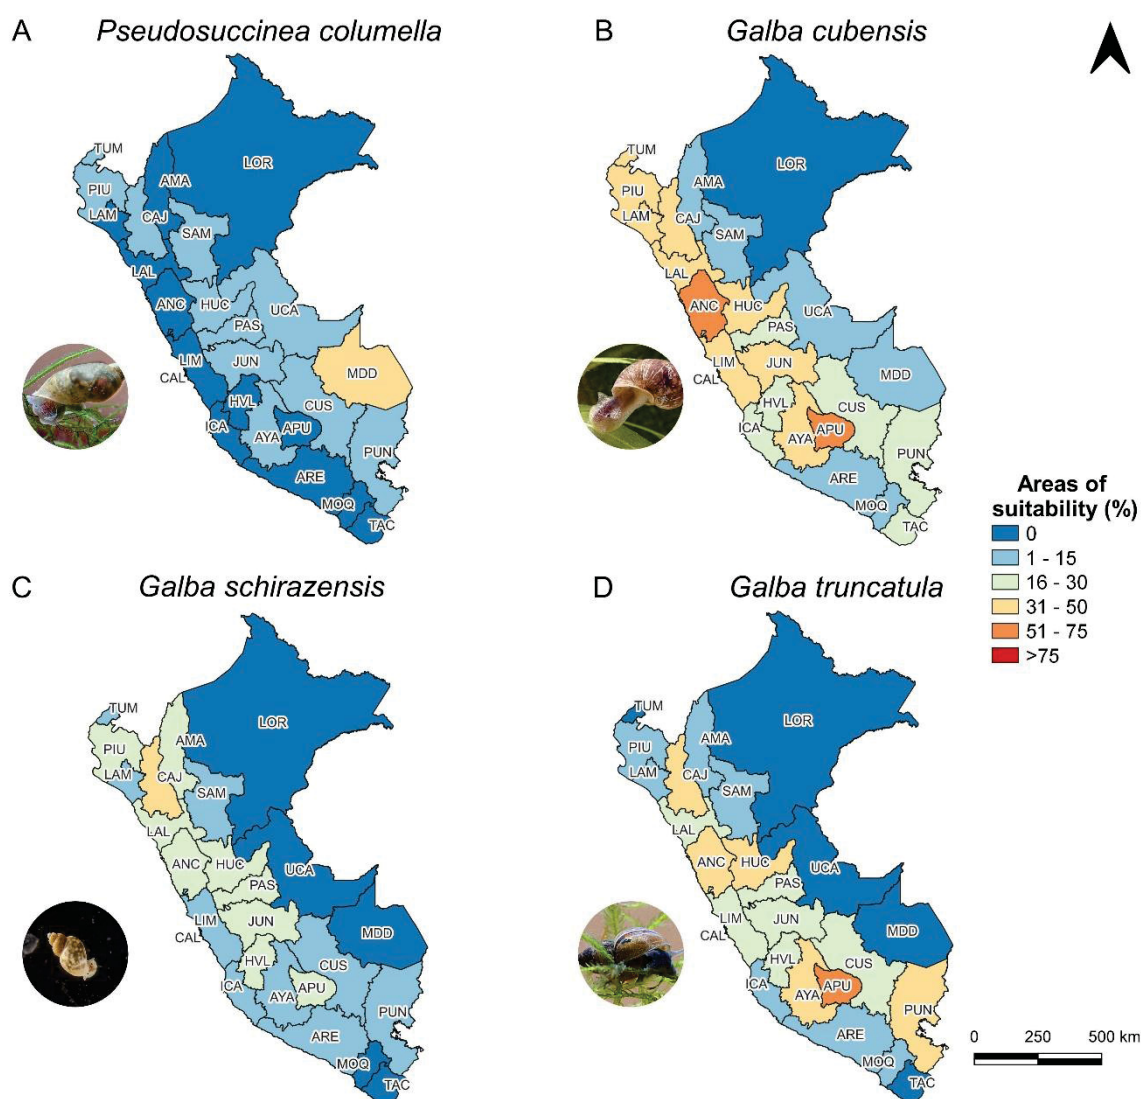 A Pseudosuccinea columella
B Galba cubensis
TUM
PIU
LAM
CAJ
AMA
LOR
SAM
LAL
ANC
HUC
UCA
PAS
LIM
JUN
CAL
MDD
HVL
CUS
ICA
AYA
APU
PUN
ARE
MOQ
TAC
TUM
PIU
LAM
CAJ
AMA
LOR
SAM
LAL
ANC
HUC
UCA
PAS
LIM
JUN
CAL
MDD
HVL
CUS
ICA
AYA
APU
PUN
ARE
MOQ
TAC
Areas of
suitability (%)
0
1 - 15
16 - 30
31 - 50
51 - 75
>75
C Galba schirazensis
D Galba truncatula
TUM
PIU
LAM
CAJ
AMA
LOR
SAM
LAL
ANC
HUC
UCA
PAS
LIM
JUN
CAL
MDD
HVL
CUS
ICA
AYA
APU
PUN
ARE
MOQ
TAC
TUM
PIU
LAM
CAJ
AMA
LOR
SAM
LAL
ANC
HUC
UCA
PAS
LIM
JUN
CAL
MDD
HVL
CUS
ICA
AYA
APU
PUN
ARE
MOQ
TAC
0 250 500 km